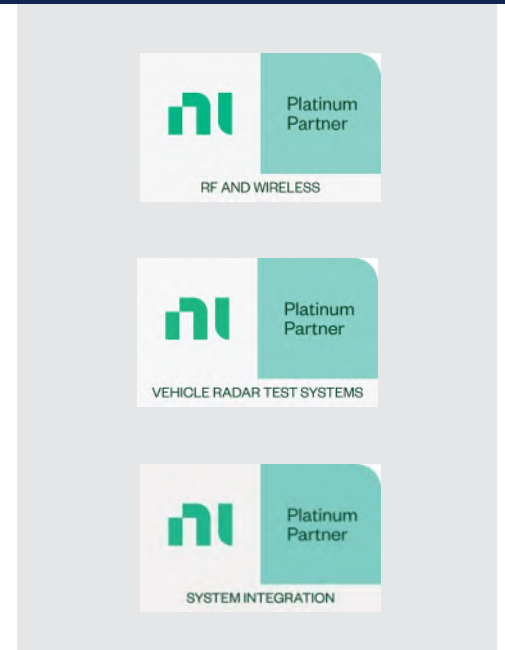 ni
Platinum
Partner
RF AND WIRELESS
ni
Platinum
Partner
VEHICLE RADAR TEST SYSTEMS
ni
Platinum
Partner
SYSTEM INTEGRATION